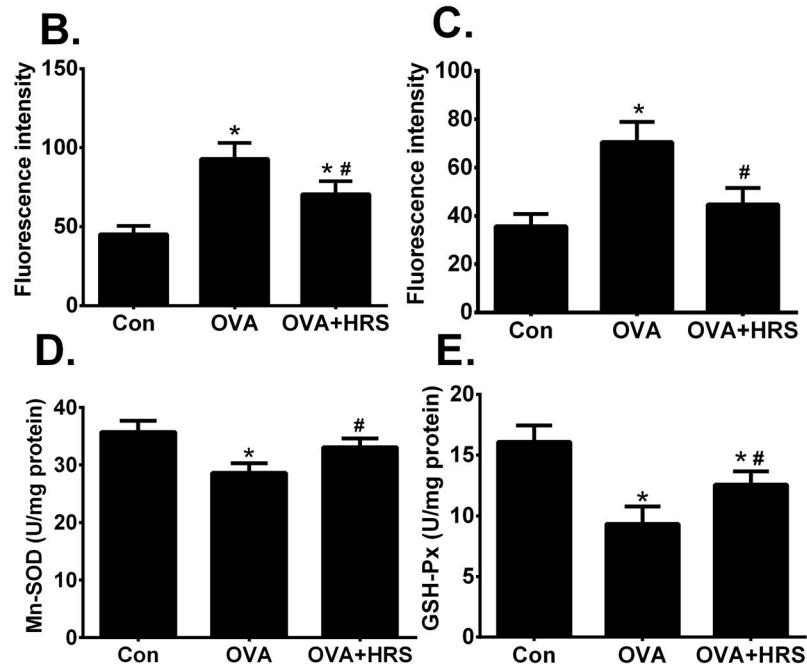 B.
Fluorescence intensity
150
100
50
0
*
* #
Con OVA OVA+HRS
C.
Fluorescence intensity
100
80
60
40
20
0
*
#
Con OVA OVA+HRS
D.
Mn-SOD (U/mg protein)
40
30
20
10
0
*
#
Con OVA OVA+HRS
E.
GSH-Px (U/mg protein)
20
15
10
5
0
*
* #
Con OVA OVA+HRS